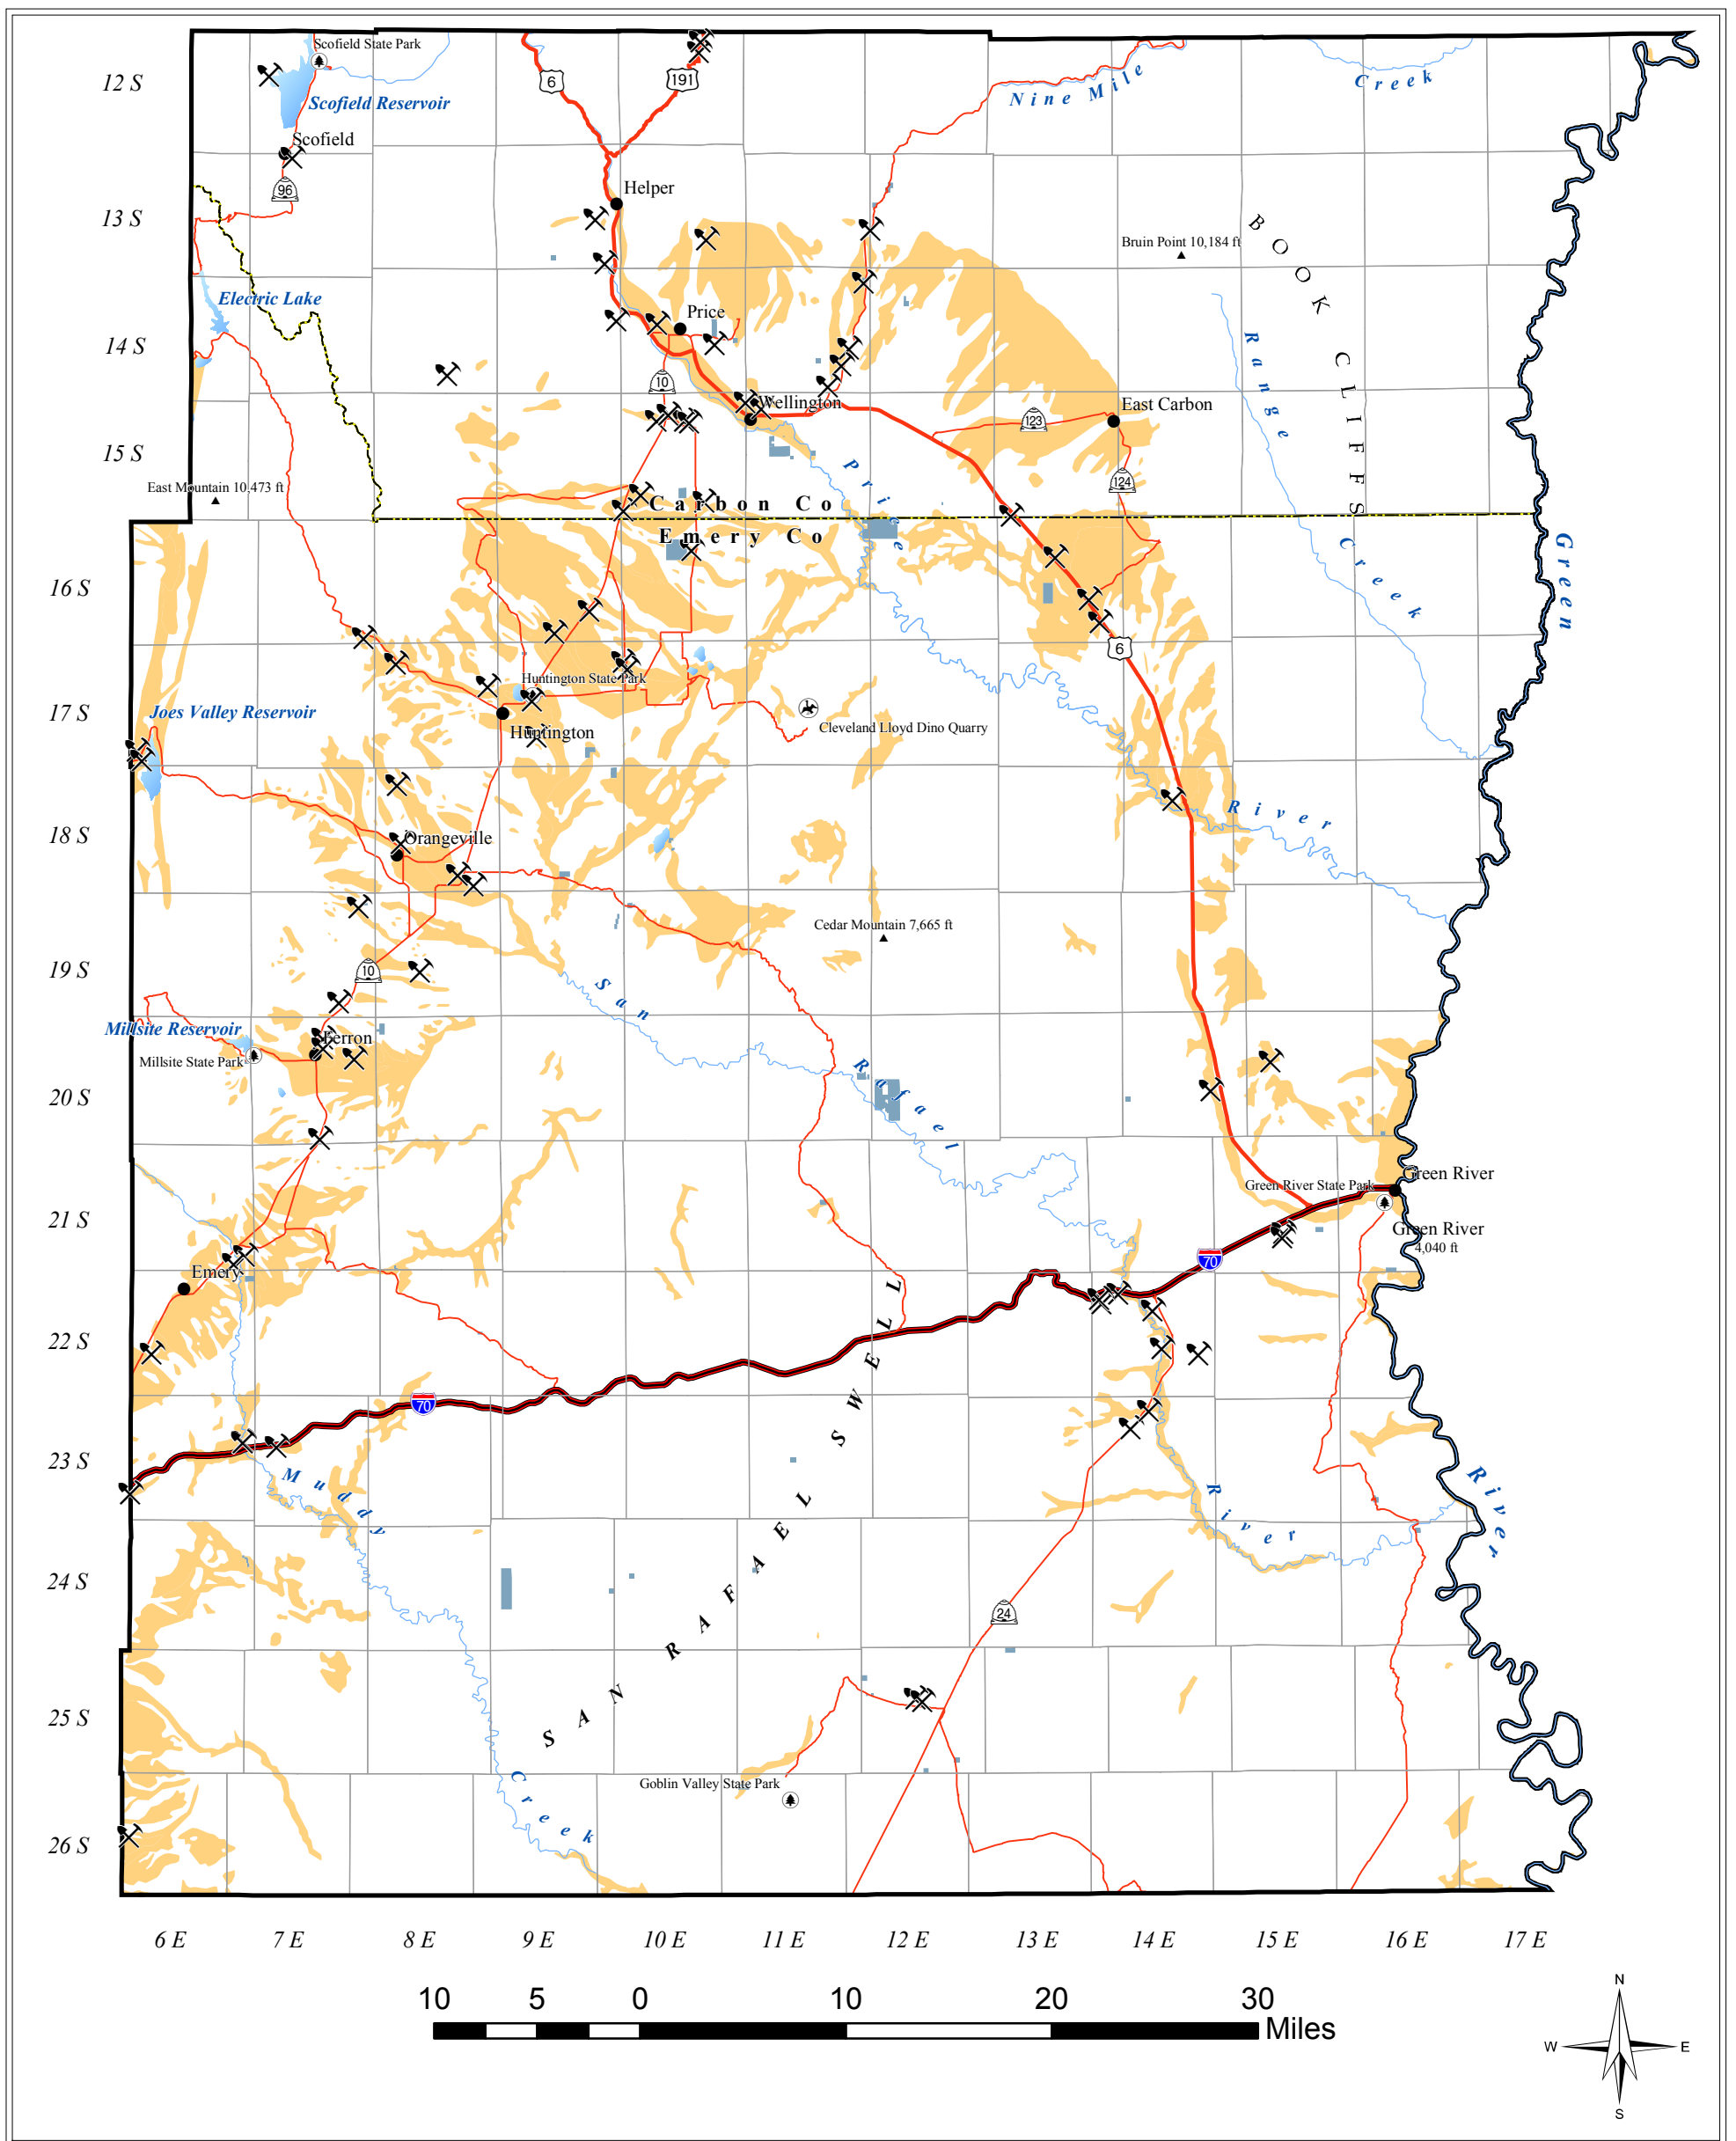 Scofield State Park
12 S
6
191
Nine Mile
Creek
Scofield Reservoir
Scofield
96
Helper
13 S
BOOK CLIFFS
Bruin Point 10,184 ft
Electric Lake
Price
14 S
Range Creek
10
Wellington
East Carbon
123
15 S
Price River
124
East Mountain 10,473 ft
Carbon Co
Emery Co
Green River
16 S
6
Huntington State Park
17 S
Joes Valley Reservoir
Cleveland Lloyd Dino Quarry
Huntington
18 S
Orangeville
Cedar Mountain 7,665 ft
19 S
10
San Rafael River
Millsite Reservoir
Ferron
Millsite State Park
20 S
Green River
Green River State Park
21 S
Green River
4,040 ft
70
Emery
22 S
SAN RAFAEL SWELL
70
23 S
Muddy Creek
24 S
24
25 S
Goblin Valley State Park
26 S
6 E 7 E 8 E 9 E 10 E 11 E 12 E 13 E 14 E 15 E 16 E 17 E
10 5 0 10 20 30
Miles
N
W E
S